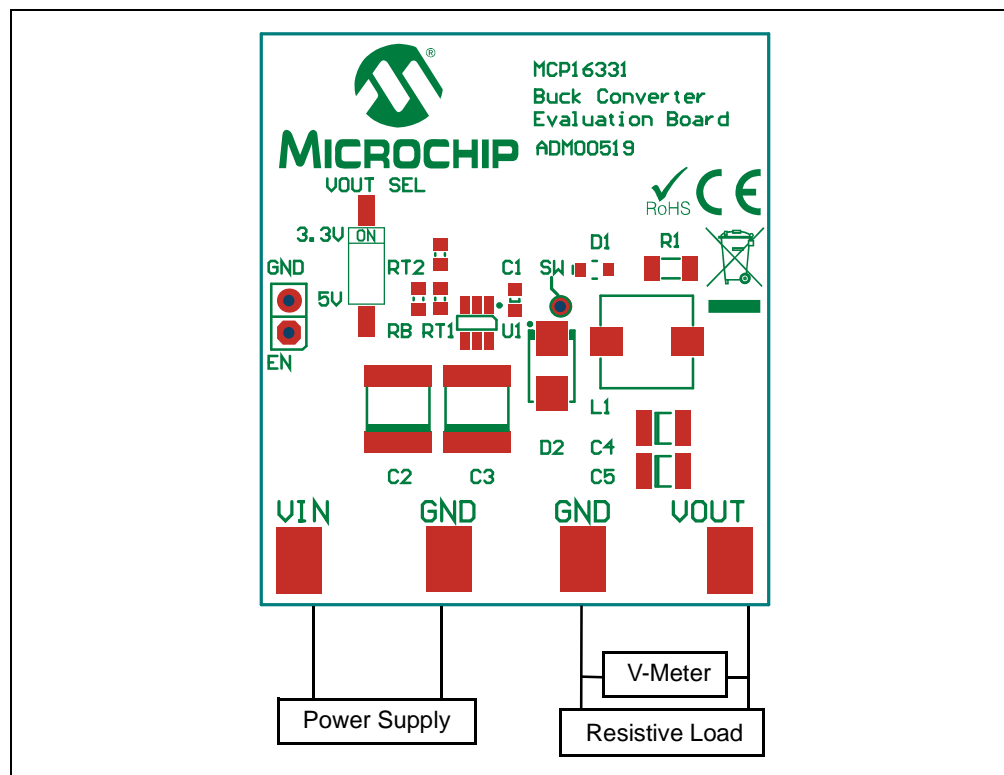 ®
MICROCHIP
MCP16331
Buck Converter
Evaluation Board
ADM00519
VOUT SEL
RoHS CE
3.3V ON
D1 R1
GND RT2 C1 SW
5V
RB RT1 U1
EN
L1
D2 C4
C2 C3 C5
VIN GND GND VOUT
V-Meter
Power Supply
Resistive Load